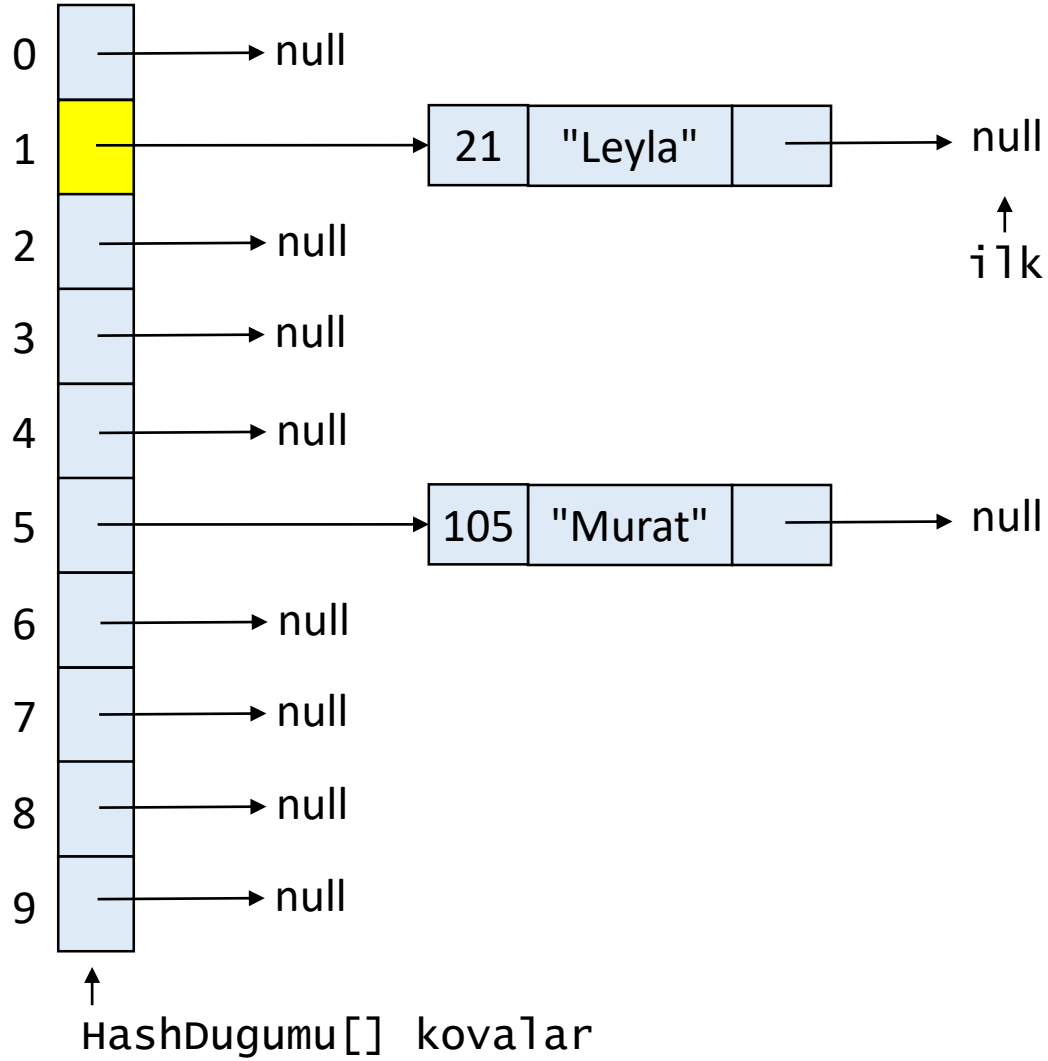 0 null
1 21 "Leyla" null
2 null
ilk
3 null
4 null
5 105 "Murat" null
6 null
7 null
8 null
9 null
HashDugumu[] kovalar